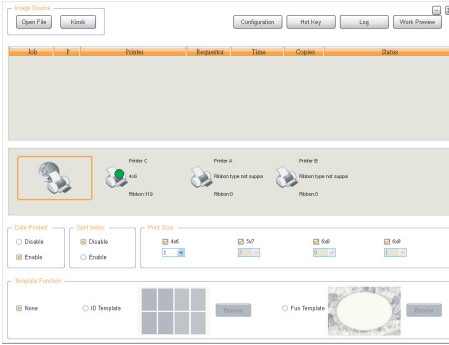 Image Source
Open File Kiosk Configuration Hot Key Log Work Preview
Job P Printer Requestor Time Copies Status
Printer C Printer A Printer B
4x6 Ribbon type not suppo Ribbon type not suppo
Ribbon:119 Ribbon:0 Ribbon:0
Date Printed Split Index Print Size
Disable Disable 4x6 5x7 6x8 6x9
Enable Enable 1
Template Function
None ID Template Browse Fun Template Browse